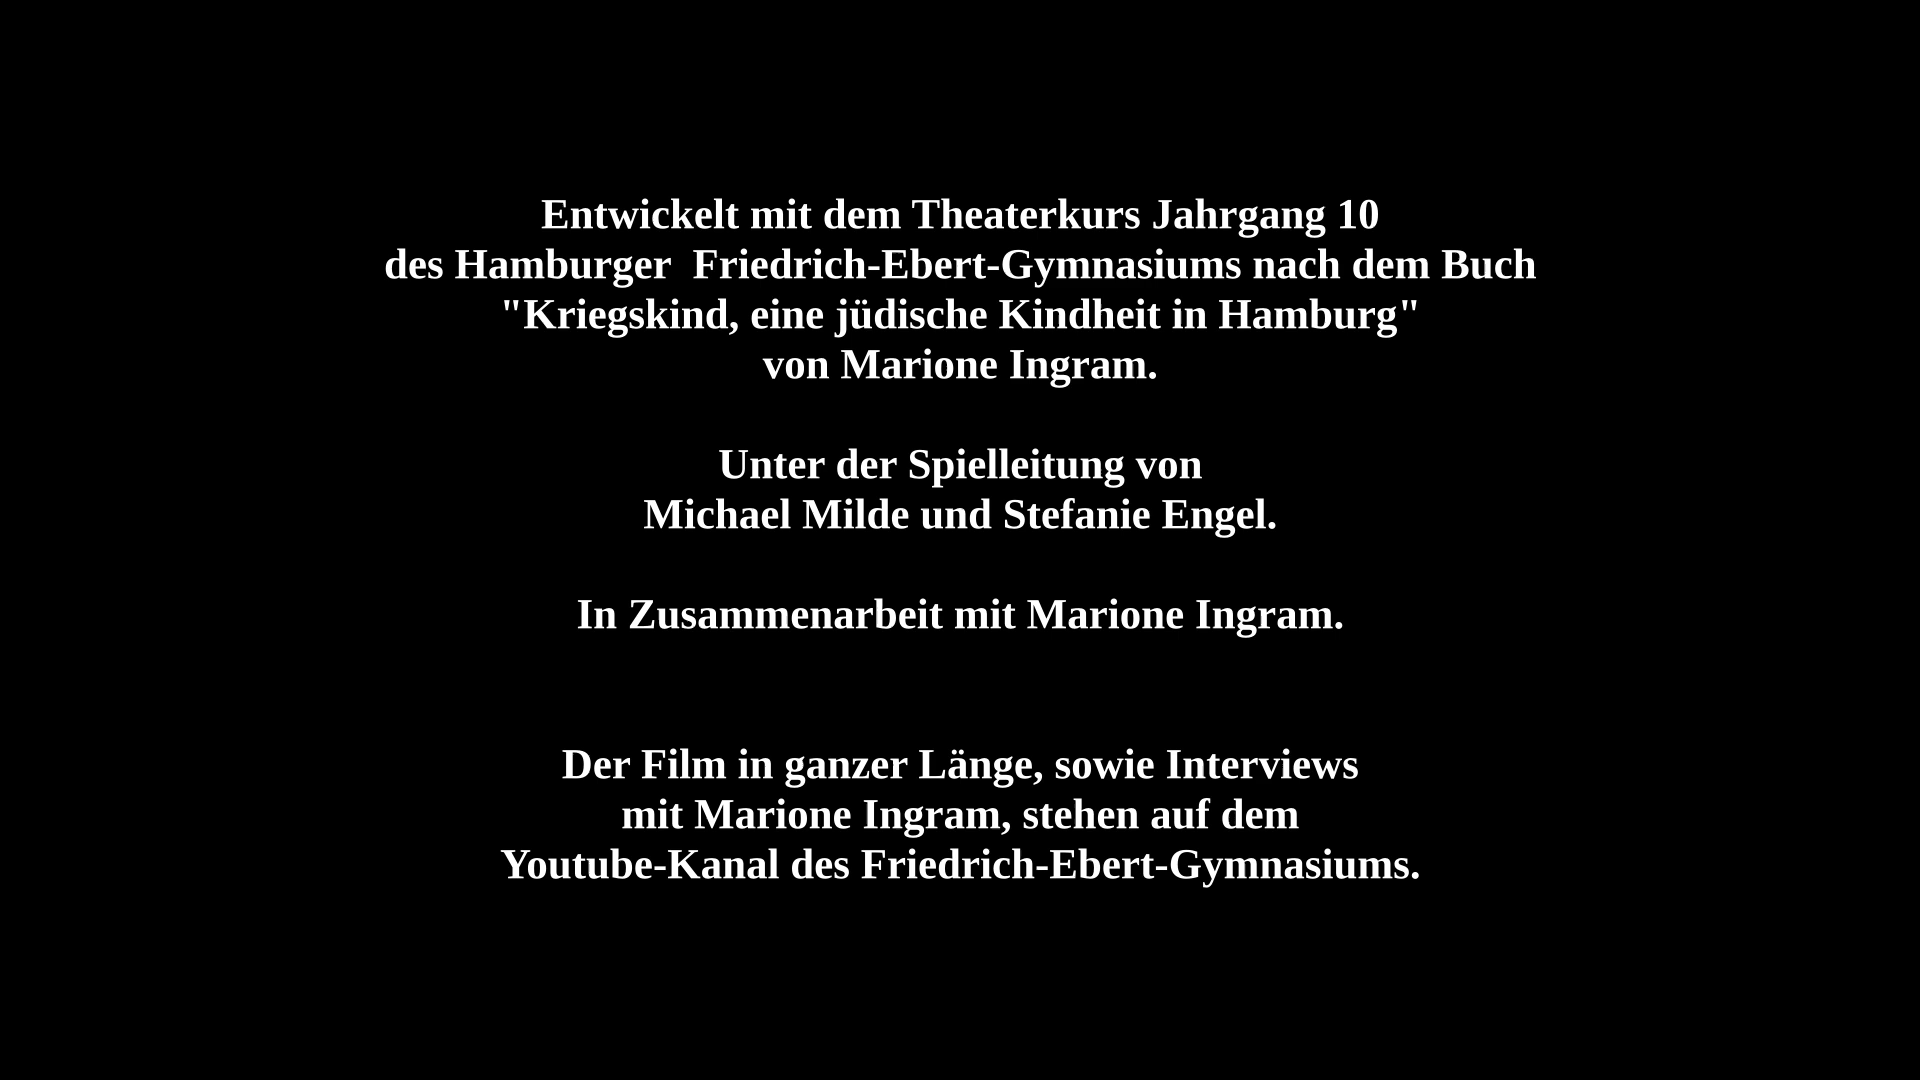 Entwickelt mit dem Theaterkurs Jahrgang 10
des Hamburger  Friedrich-Ebert-Gymnasiums nach dem Buch
"Kriegskind, eine jüdische Kindheit in Hamburg"
von Marione Ingram.
Unter der Spielleitung von
Michael Milde und Stefanie Engel.
In Zusammenarbeit mit Marione Ingram.
Der Film in ganzer Länge, sowie Interviews
mit Marione Ingram, stehen auf dem
Youtube-Kanal des Friedrich-Ebert-Gymnasiums.